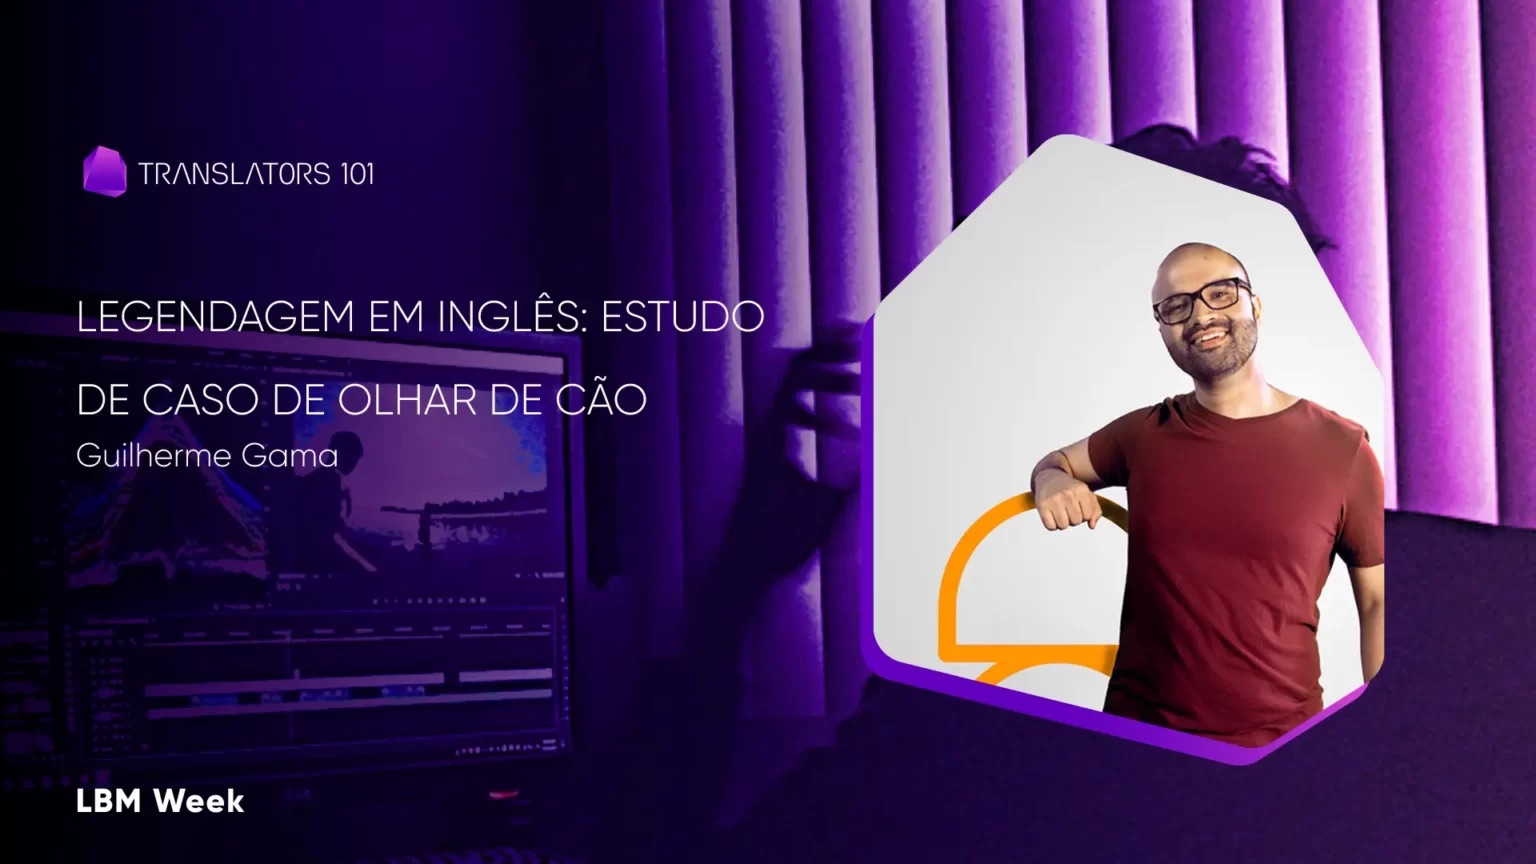 TRANSLATORS 101
LEGENDAGEM EM INGLÊS: ESTUDO
DE CASO DE OLHAR DE CÃO
Guilherme Gama
LBM Week